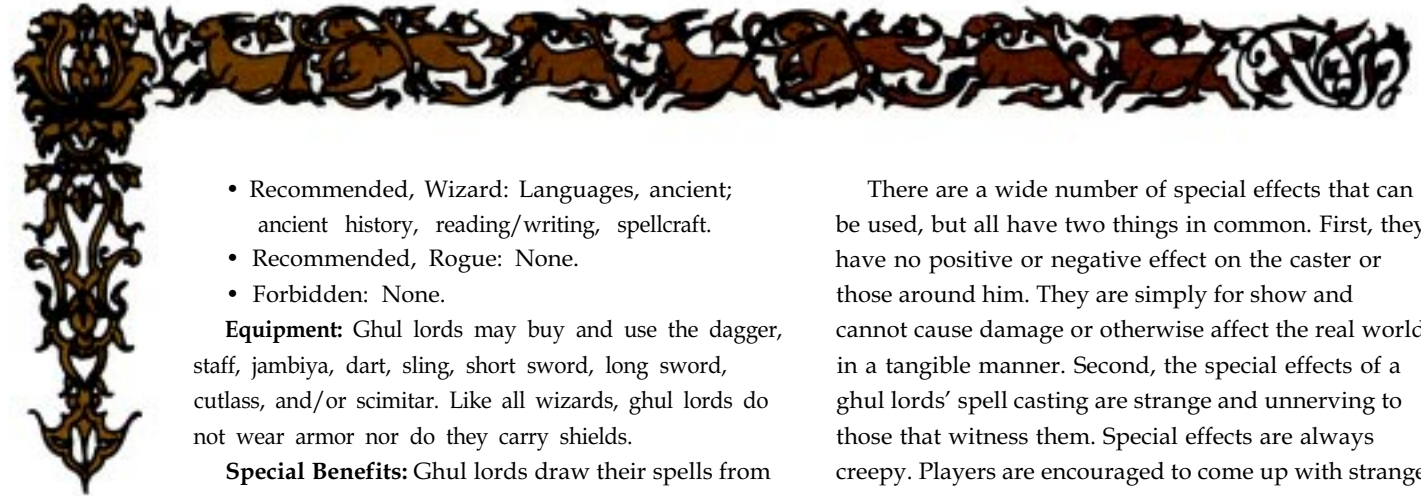 • Recommended, Wizard: Languages, ancient;
ancient history, reading/writing, spellcraft.
• Recommended, Rogue: None.
• Forbidden: None.
Equipment: Ghul lords may buy and use the dagger,
staff, jambiya, dart, sling, short sword, long sword,
cutlass, and/or scimitar. Like all wizards, ghul lords do
not wear armor nor do they carry shields.
Special Benefits: Ghul lords draw their spells from
There are a wide number of special effects that can
be used, but all have two things in common. First, they
have no positive or negative effect on the caster or
those around him. They are simply for show and
cannot cause damage or otherwise affect the real world
in a tangible manner. Second, the special effects of a
ghul lords’ spell casting are strange and unnerving to
those that witness them. Special effects are always
creepy. Players are encouraged to come up with strange